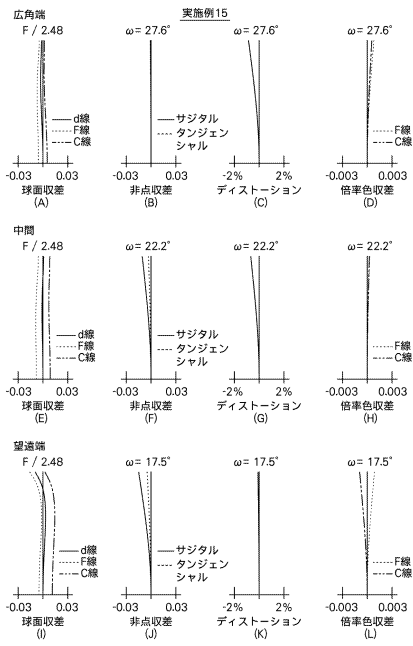 実施例15
広角端
F / 2.48 ω= 27.6° ω= 27.6° ω= 27.6°
d線
F線
C線
サジタル
タンジェン
シャル
F線
C線
-0.03 0.03 -0.03 0.03 -2% 2% -0.003 0.003
球面収差 非点収差 ディストーション 倍率色収差
(A) (B) (C) (D)
中間
F / 2.48 ω= 22.2° ω= 22.2° ω= 22.2°
d線
F線
C線
サジタル
タンジェン
シャル
F線
C線
-0.03 0.03 -0.03 0.03 -2% 2% -0.003 0.003
球面収差 非点収差 ディストーション 倍率色収差
(E) (F) (G) (H)
望遠端
F / 2.48 ω= 17.5° ω= 17.5° ω= 17.5°
d線
F線
C線
サジタル
タンジェン
シャル
F線
C線
-0.03 0.03 -0.03 0.03 -2% 2% -0.003 0.003
球面収差 非点収差 ディストーション 倍率色収差
(I) (J) (K) (L)